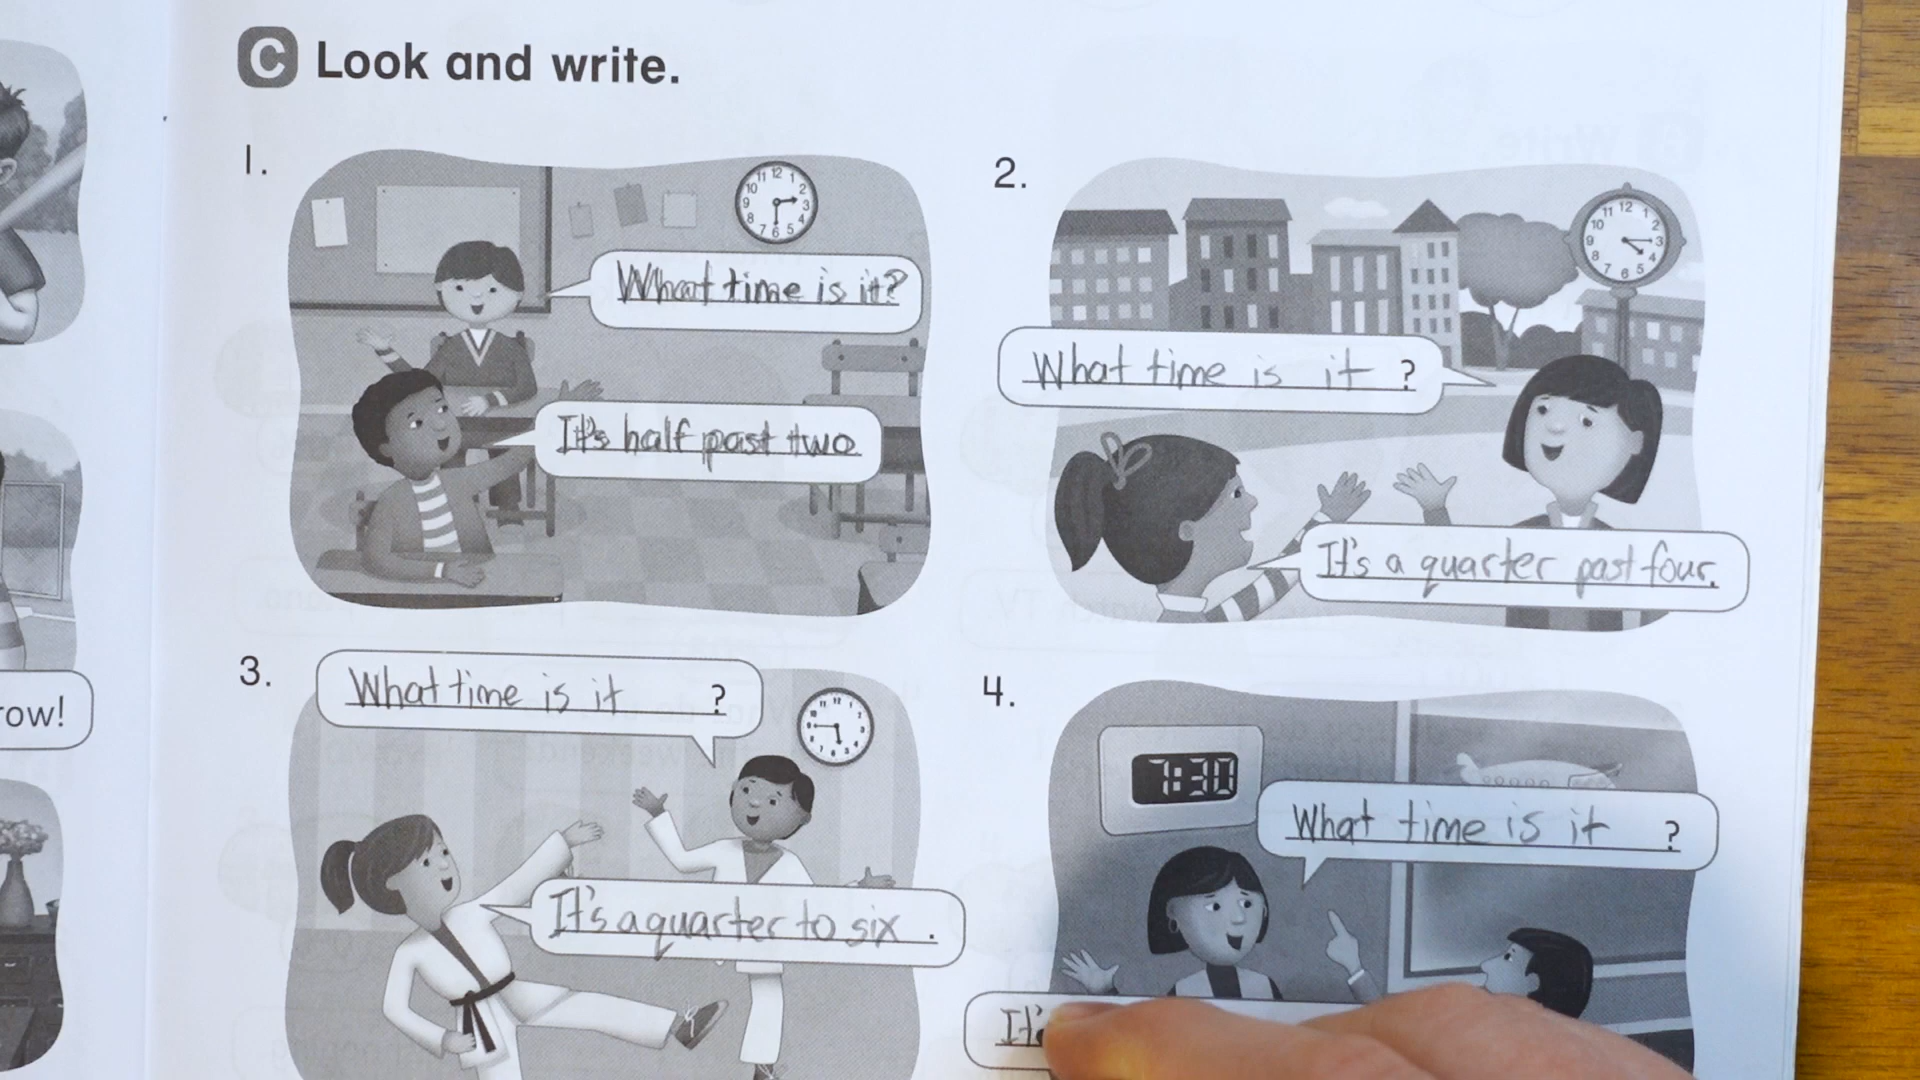 C Look and write.
1.
What time is it?
It's half past two
2.
What time is it ?
It's a quarter past four.
3.
What time is it ?
It's a quarter to six .
4.
7:30
What time is it ?
row!